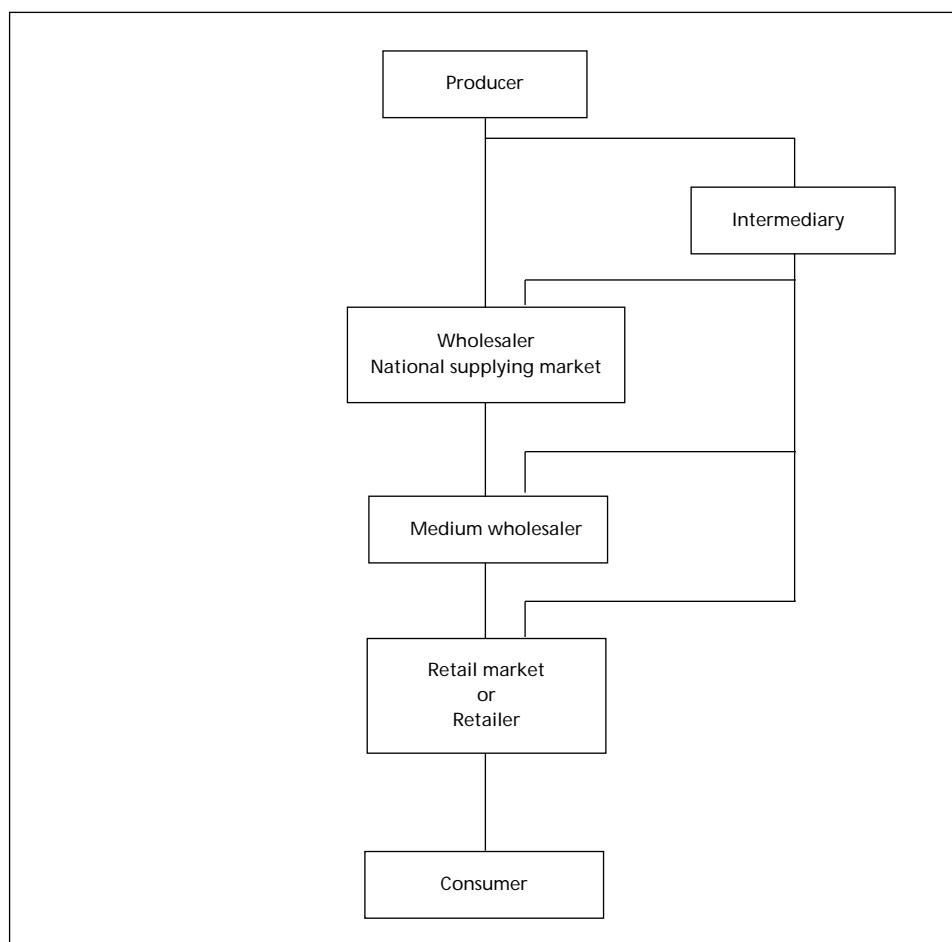 Producer
Intermediary
Wholesaler
National supplying market
Medium wholesaler
Retail market
or
Retailer
Consumer